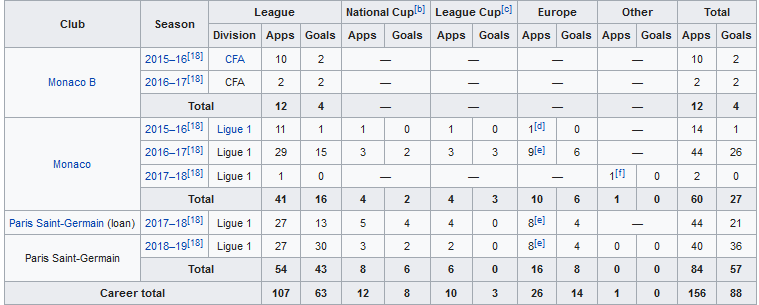 Club Season League National Cup[b] League Cup[c] Europe Other Total
Division Apps Goals Apps Goals Apps Goals Apps Goals Apps Goals Apps Goals
Monaco B 2015–16[18] CFA 10 2 — — — — 10 2
2016–17[18] CFA 2 2 — — — — 2 2
Total 12 4 — — — — 12 4
Monaco 2015–16[18] Ligue 1 11 1 1 0 1 0 1[d] 0 — 14 1
2016–17[18] Ligue 1 29 15 3 2 3 3 9[e] 6 — 44 26
2017–18[18] Ligue 1 1 0 — — — 1[f] 0 2 0
Total 41 16 4 2 4 3 10 6 1 0 60 27
Paris Saint-Germain (loan) 2017–18[18] Ligue 1 27 13 5 4 4 0 8[e] 4 — 44 21
Paris Saint-Germain 2018–19[18] Ligue 1 27 30 3 2 2 0 8[e] 4 0 0 40 36
Total 54 43 8 6 6 0 16 8 0 0 84 57
Career total 107 63 12 8 10 3 26 14 1 0 156 88